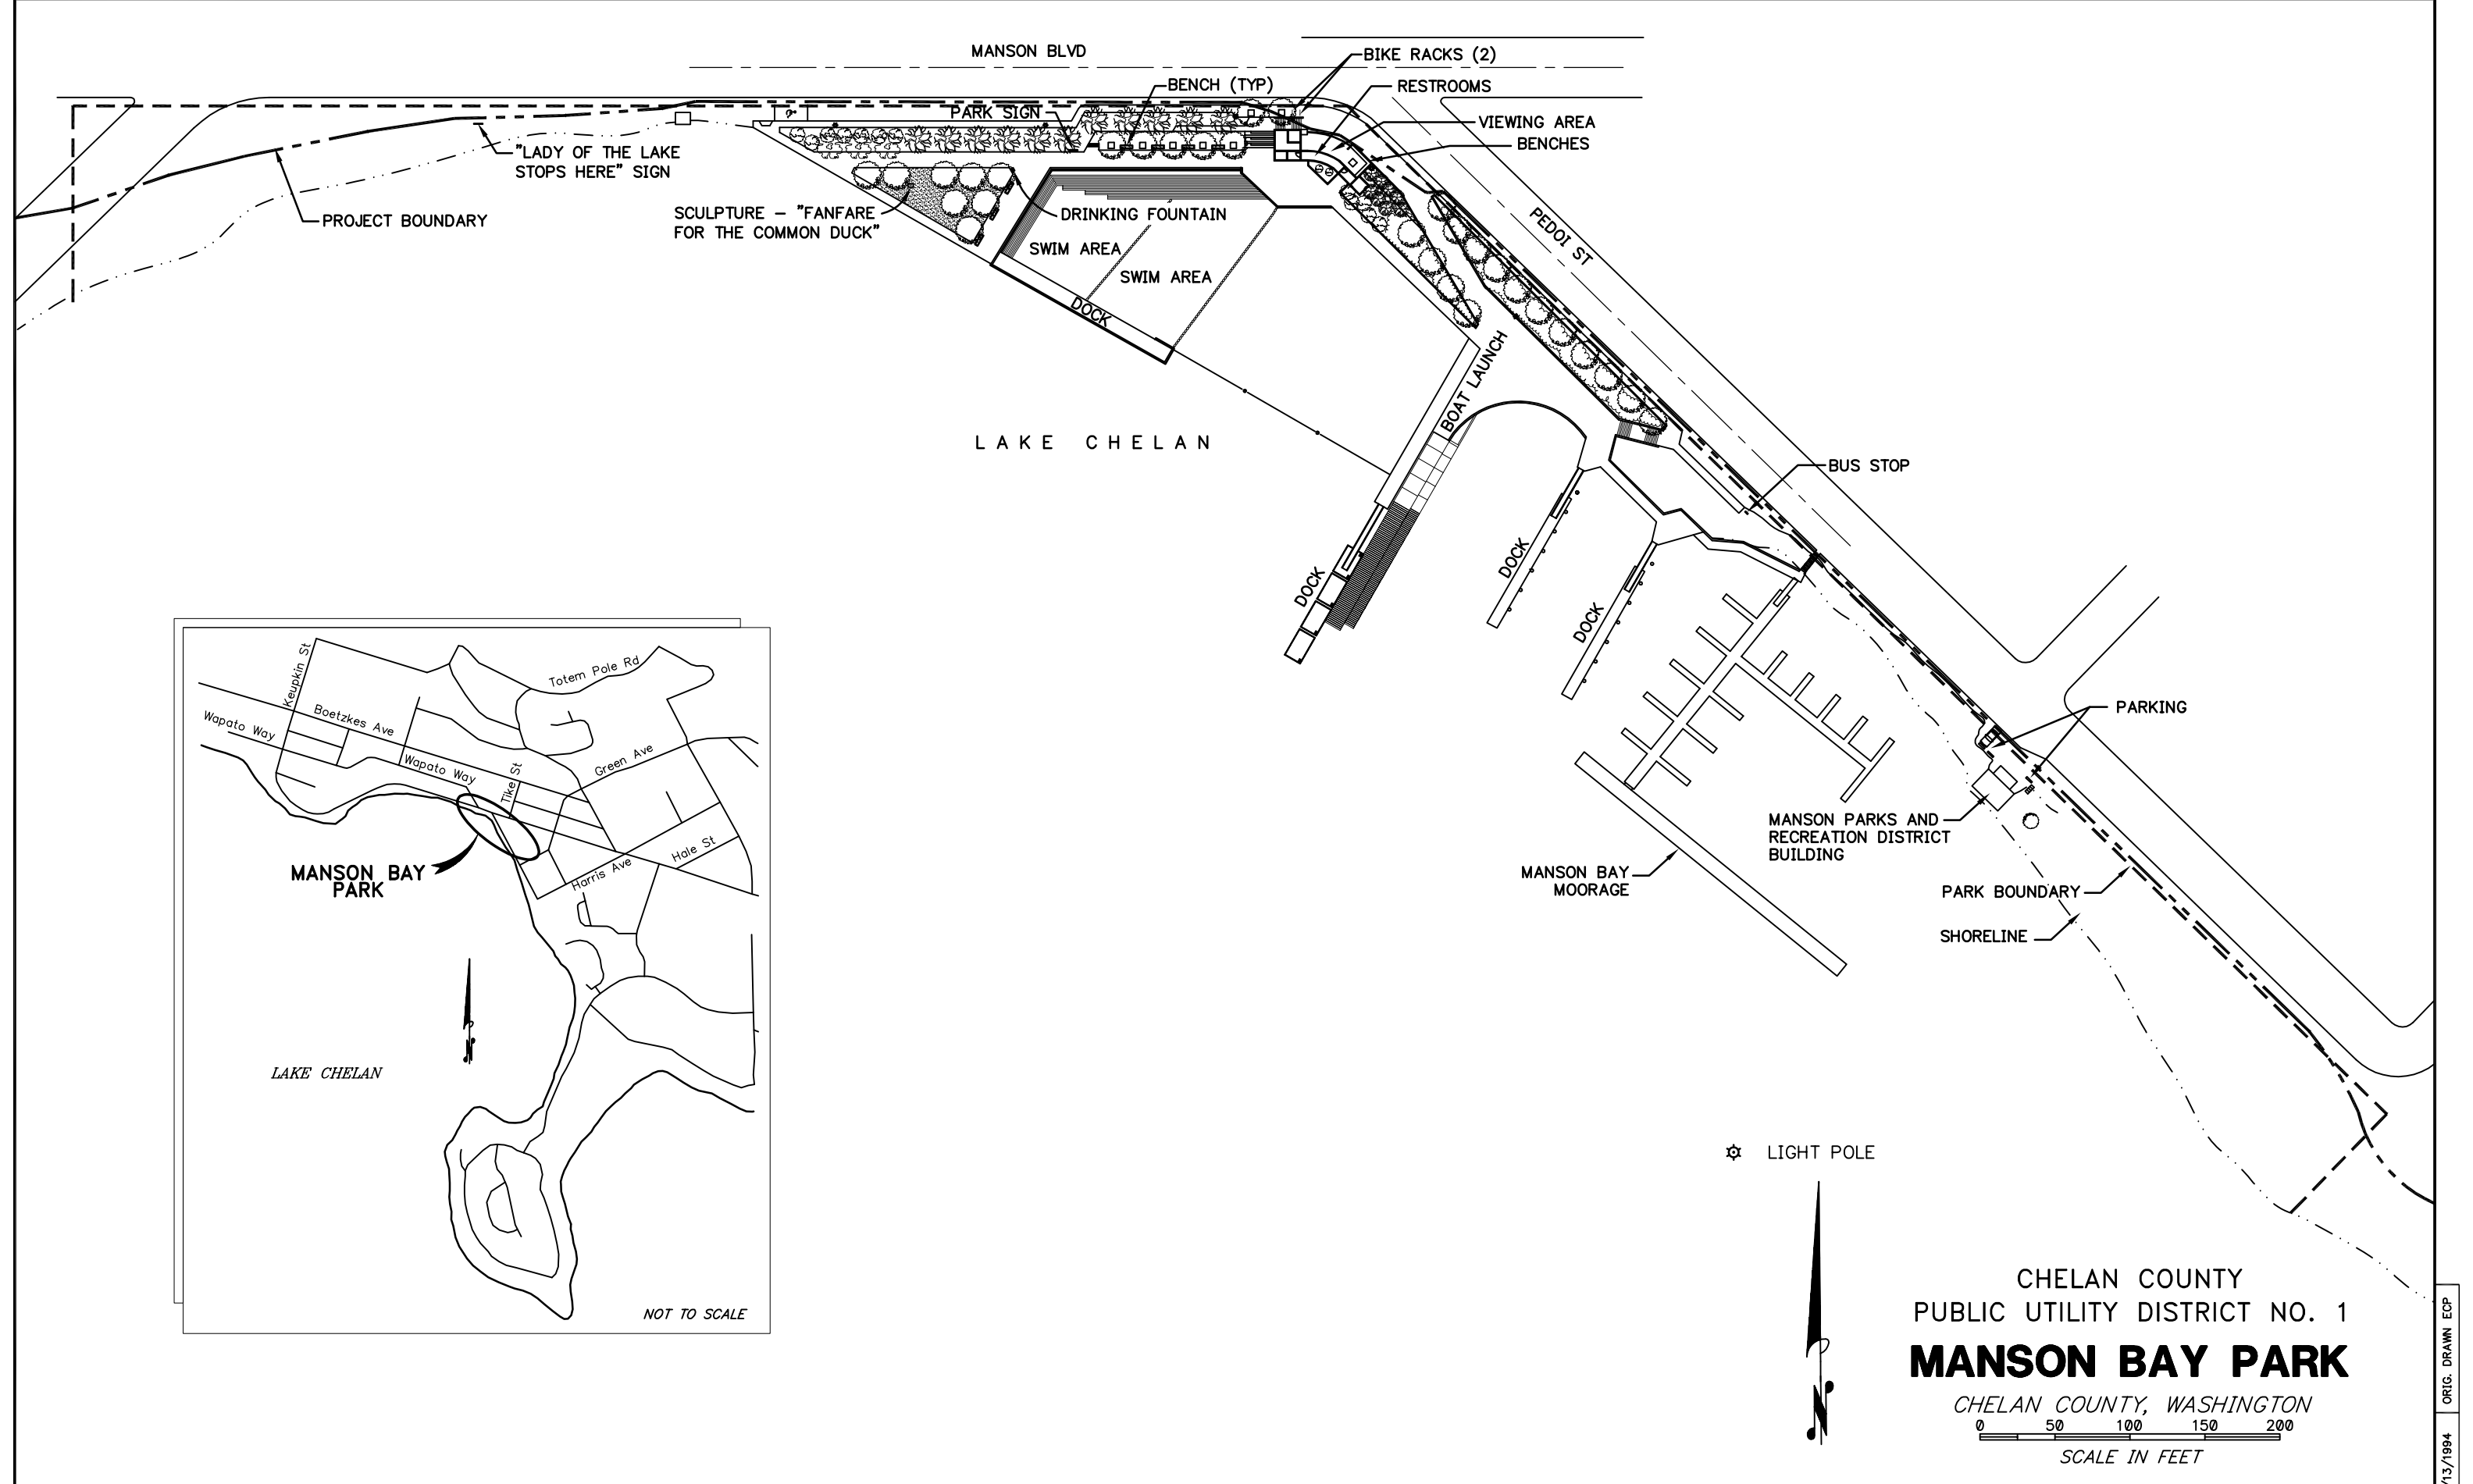 MANSON BLVD
BIKE RACKS (2)
BENCH (TYP)
RESTROOMS
PARK SIGN
VIEWING AREA
BENCHES
"LADY OF THE LAKE
STOPS HERE" SIGN
PROJECT BOUNDARY
SCULPTURE – "FANFARE
FOR THE COMMON DUCK"
DRINKING FOUNTAIN
SWIM AREA
SWIM AREA
DOCK
PEDOI ST
BOAT LAUNCH
LAKE CHELAN
BUS STOP
DOCK
DOCK
DOCK
PARKING
MANSON PARKS AND
RECREATION DISTRICT
BUILDING
MANSON BAY
MOORAGE
PARK BOUNDARY
SHORELINE
Keupkin St
Totem Pole Rd
Wapato Way
Boetzkes Ave
Wapato Way
Tike St
Green Ave
Harris Ave
Hale St
MANSON BAY
PARK
N
LAKE CHELAN
NOT TO SCALE
LIGHT POLE
N
CHELAN COUNTY
PUBLIC UTILITY DISTRICT NO. 1
MANSON BAY PARK
CHELAN COUNTY, WASHINGTON
0 50 100 150 200
SCALE IN FEET
ORIG. DRAWN ECP
/13/1994